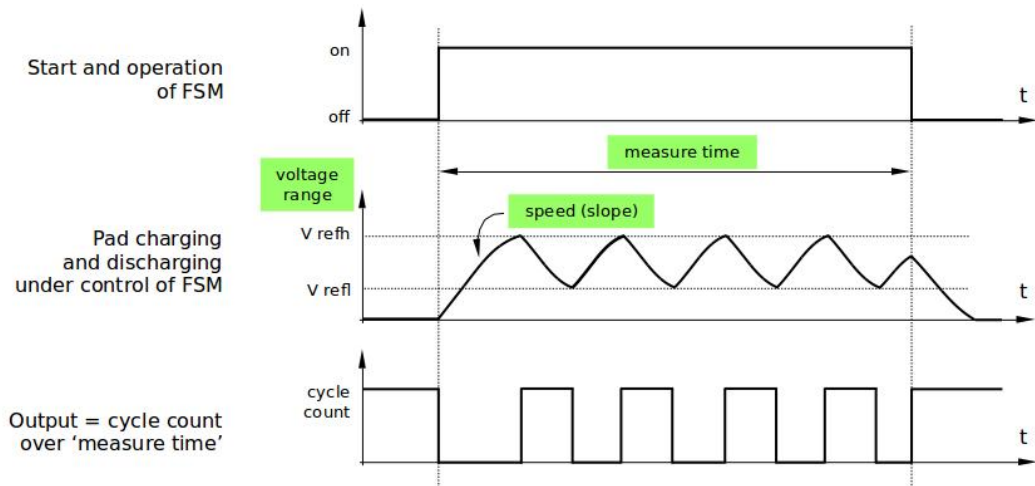 Start and operation
of FSM
on
off
t
measure time
voltage
range
speed (slope)
Pad charging
and discharging
under control of FSM
V refh
V refl
t
Output = cycle count
over ‘measure time’
cycle
count
t